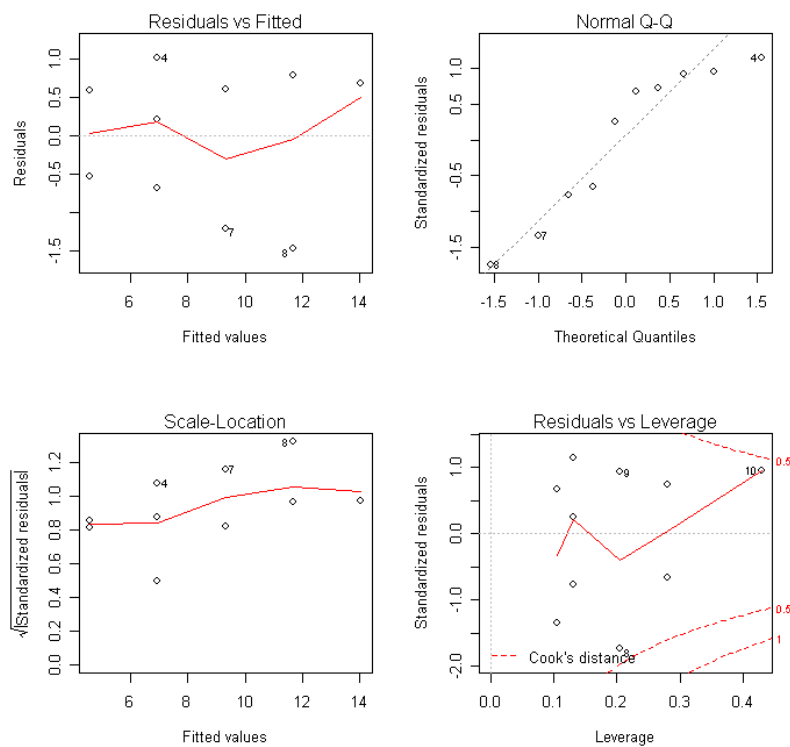 Residuals vs Fitted
Residuals
1.0
0.5
0.0
-0.5
-1.5
4
7
8
6 8 10 12 14
Fitted values
Normal Q-Q
Standardized residuals
1.0
0.5
-0.5
-1.5
4
7
8
-1.5 -1.0 -0.5 0.0 0.5 1.0 1.5
Theoretical Quantiles
Scale-Location
√|Standardized residuals|
1.2
1.0
0.8
0.6
0.4
0.2
0.0
8
7
4
6 8 10 12 14
Fitted values
Residuals vs Leverage
Standardized residuals
1.0
0.0
-1.0
-2.0
9
10
8
0.5
0.5
1
Cook's distance
0.0 0.1 0.2 0.3 0.4
Leverage